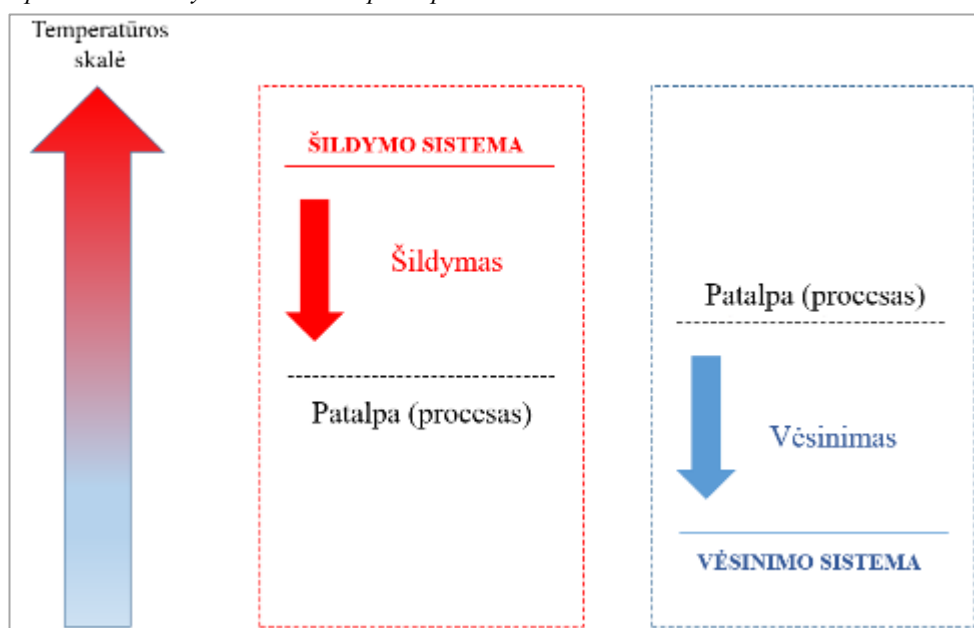 Temperatūros
skalė
ŠILDYMO SISTEMA
Šildymas
Patalpa (procesas)
Patalpa (procesas)
Vėsinimas
VĖSINIMO SISTEMA